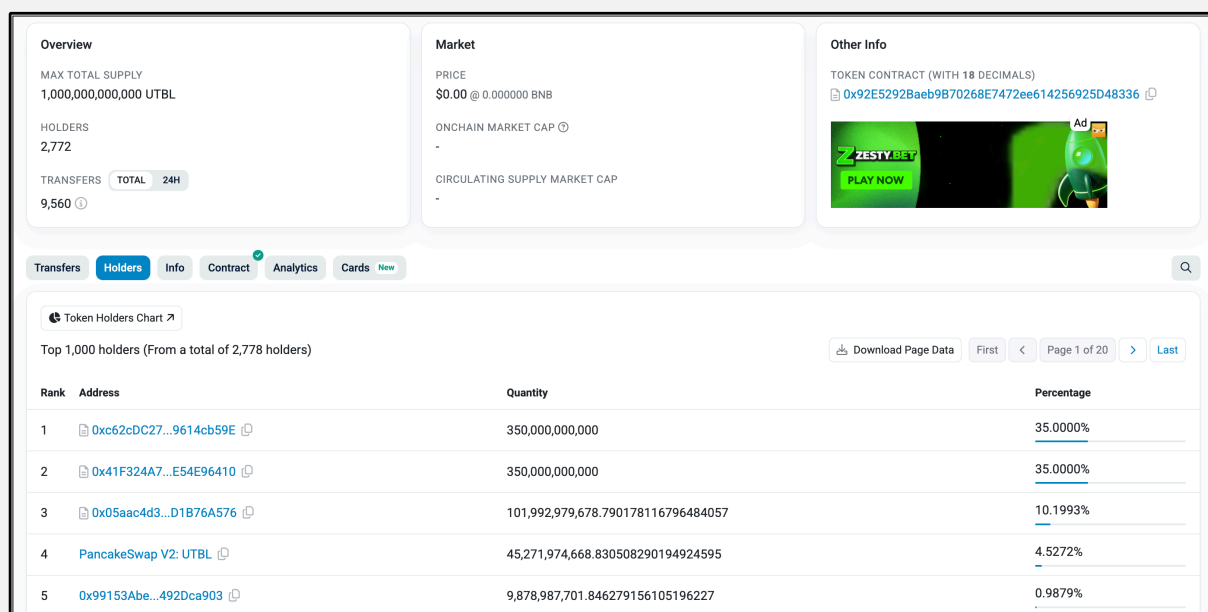 Overview
MAX TOTAL SUPPLY
1,000,000,000,000 UTBL
HOLDERS
2,772
TRANSFERS TOTAL 24H
9,560
Market
PRICE
$0.00 @ 0.000000 BNB
ONCHAIN MARKET CAP
-
CIRCULATING SUPPLY MARKET CAP
-
Other Info
TOKEN CONTRACT (WITH 18 DECIMALS)
0x92E5292Baeb9B70268E7472ee614256925D48336
Ad
ZZESTY.BET
PLAY NOW
Transfers Holders Info Contract Analytics Cards New
Token Holders Chart
Top 1,000 holders (From a total of 2,778 holders)
Download Page Data First < Page 1 of 20 > Last
Rank Address Quantity Percentage
1 0xc62cDC27...9614cb59E 350,000,000,000 35.0000%
2 0x41F324A7...E54E96410 350,000,000,000 35.0000%
3 0x05aac4d3...D1B76A576 101,992,979,678.790178116796484057 10.1993%
4 PancakeSwap V2: UTBL 45,271,974,668.830508290194924595 4.5272%
5 0x99153Abe...492Dca903 9,878,987,701.846279156105196227 0.9879%